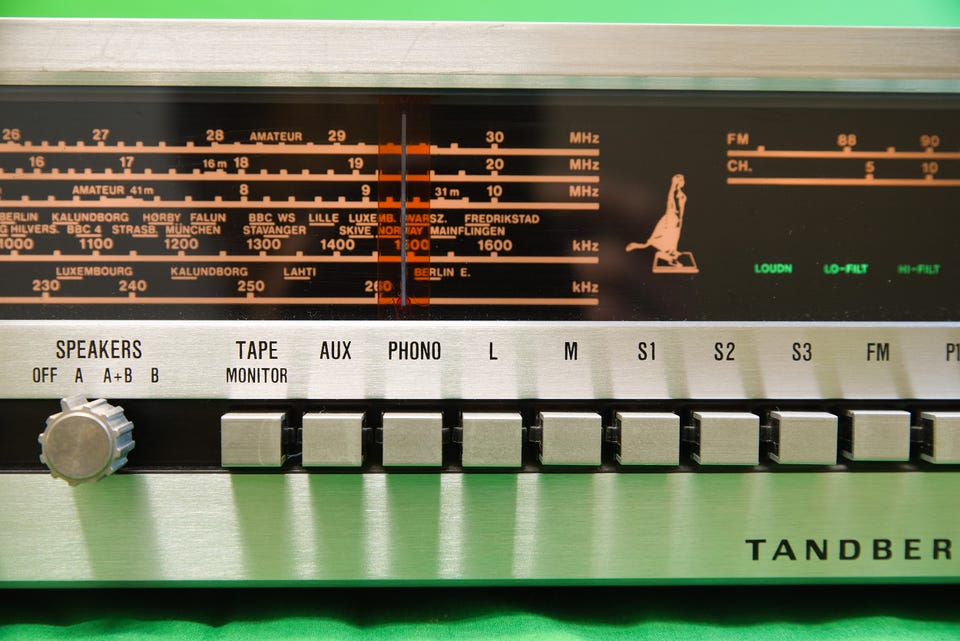 26 27 28 AMATEUR 29 30 MHz
16 17 16 m 18 19 20 MHz
AMATEUR 41 m 8 9 31 m 10 MHz
BERLIN KALUNDBORG HØRBY FALUN BBC WS LILLE LUXEMB. WARSZ. FREDRIKSTAD
G HILVERS. BBC 4 STRASB. MÜNCHEN STAVANGER SKIVE NORWAY MAINFLINGEN
1000 1100 1200 1300 1400 1500 1600 kHz
LUXEMBOURG KALUNDBORG LAHTI BERLIN E.
230 240 250 260 kHz
FM 88 90
CH. 5 10
LOUDN LO-FILT HI-FILT
SPEAKERS
OFF A A+B B
TAPE
MONITOR
AUX PHONO L M S1 S2 S3 FM P1
TANDBER